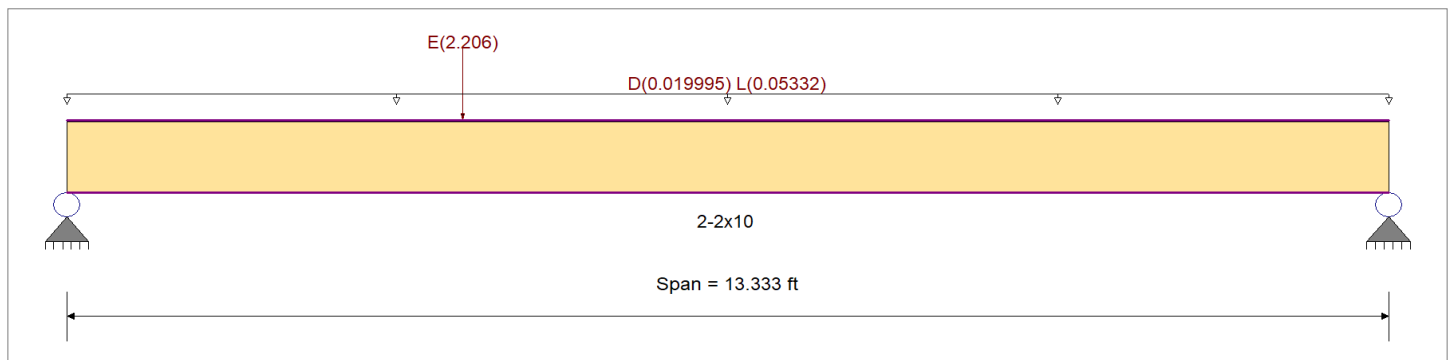 E(2.206)
D(0.019995) L(0.05332)
2-2x10
Span = 13.333 ft